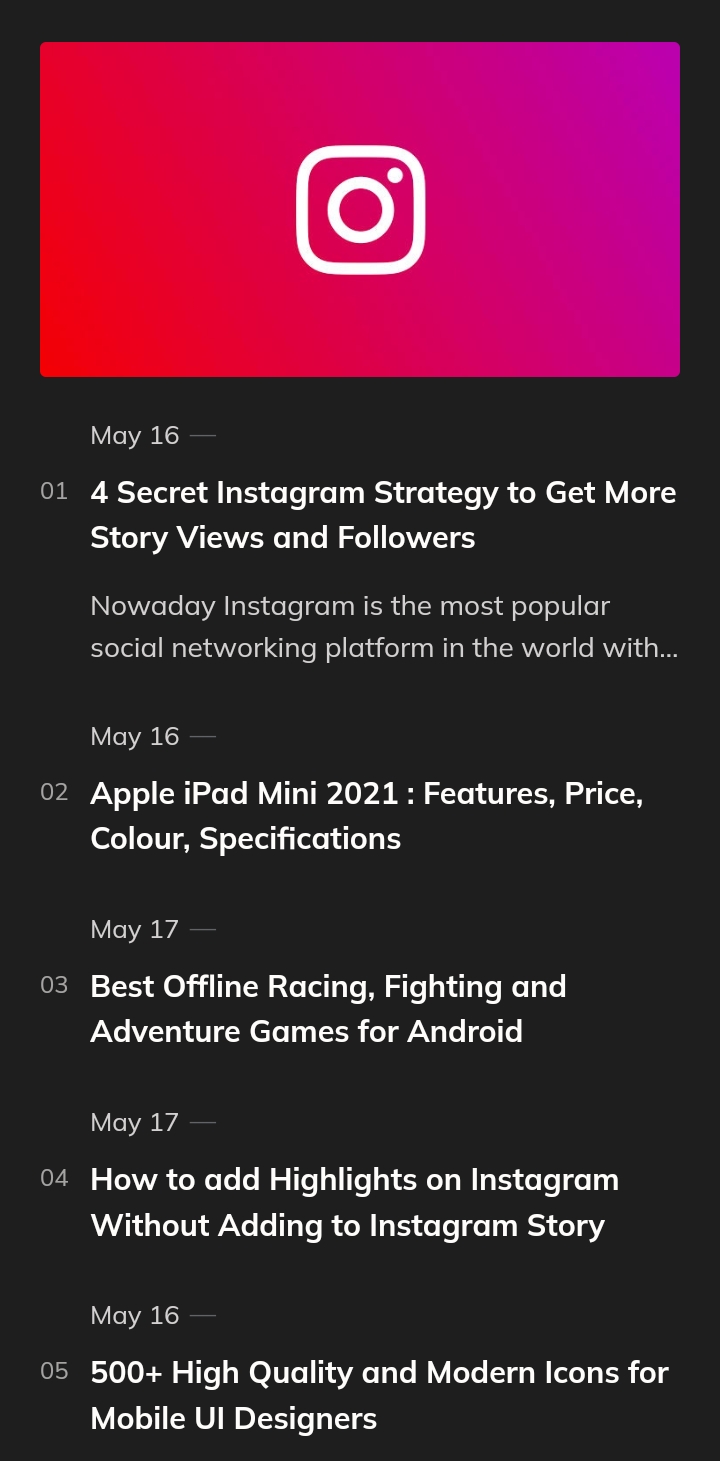 May 16 —
01 4 Secret Instagram Strategy to Get More
Story Views and Followers
Nowaday Instagram is the most popular
social networking platform in the world with...
May 16 —
02 Apple iPad Mini 2021 : Features, Price,
Colour, Specifications
May 17 —
03 Best Offline Racing, Fighting and
Adventure Games for Android
May 17 —
04 How to add Highlights on Instagram
Without Adding to Instagram Story
May 16 —
05 500+ High Quality and Modern Icons for
Mobile UI Designers